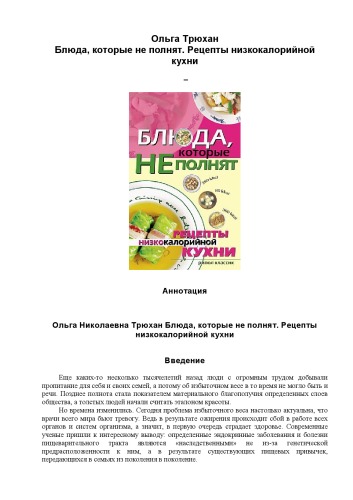 Ольга Трюхан
Блюда, которые не полнят. Рецепты низкокалорийной
кухни
–
БЛЮДА,
которые
НЕ ПОЛНЯТ
РЕЦЕПТЫ
НИЗКОКАЛОРИЙНОЙ
КУХНИ
Аннотация
Ольга Николаевна Трюхан Блюда, которые не полнят. Рецепты
низкокалорийной кухни
Введение
Еще каких-то несколько тысячелетий назад люди с огромным трудом добывали
пропитание для себя и своих семей, а потому об избыточном весе в то время не могло быть и
речи. Позднее полнота стала показателем материального благополучия определенных слоев
общества, а толстых людей начали считать эталоном красоты.
Но времена изменились. Сегодня проблема избыточного веса настолько актуальна, что
врачи всего мира бьют тревогу. Ведь в результате ожирения происходит сбой в работе всех
органов и систем организма, а значит, в первую очередь страдает здоровье. Современные
ученые пришли к интересному выводу: определенные эндокринные заболевания и болезни
пищеварительного тракта являются «наследственными» не из-за генетической
предрасположенности к ним, а в результате существующих пищевых привычек,
передающихся в семьях из поколения в поколение.